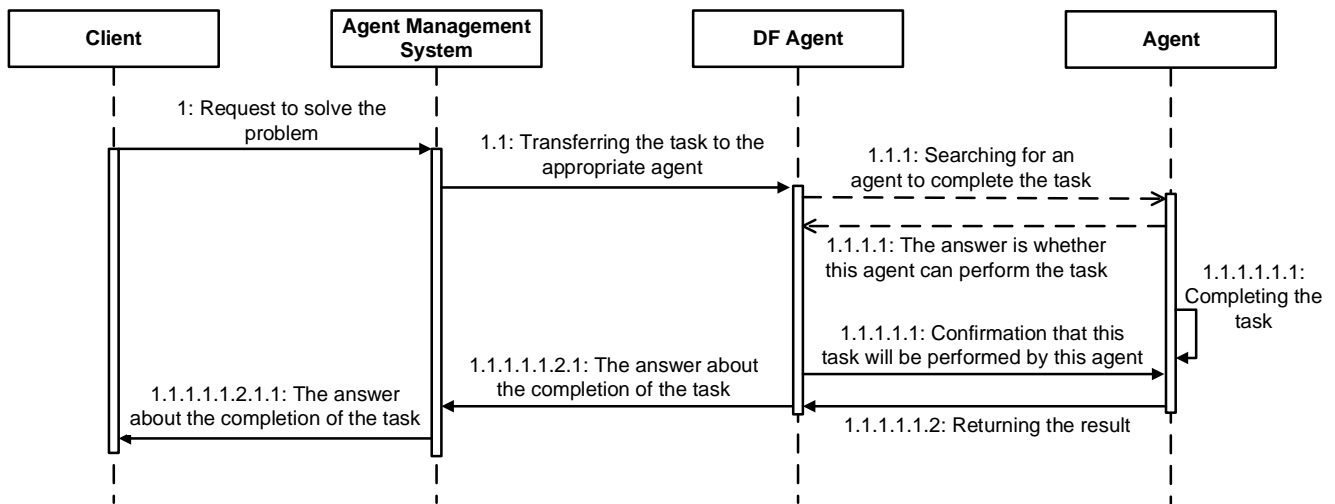 Client
Agent Management
System
DF Agent
Agent
1: Request to solve the
problem
1.1: Transferring the task to the
appropriate agent
1.1.1: Searching for an
agent to complete the task
1.1.1.1: The answer is whether
this agent can perform the task
1.1.1.1.1.1:
Completing the
task
1.1.1.1.1: Confirmation that this
task will be performed by this agent
1.1.1.1.1.2.1: The answer about
the completion of the task
1.1.1.1.1.2.1.1: The answer
about the completion of the task
1.1.1.1.1.2: Returning the result